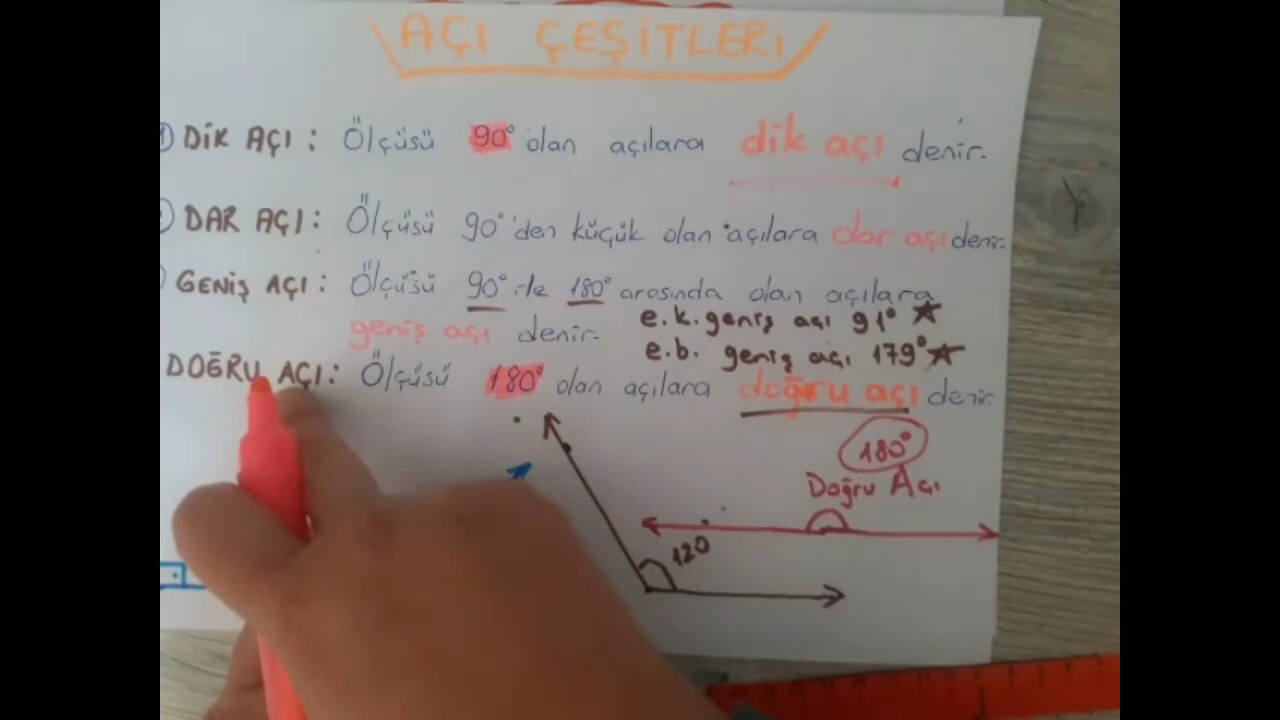 AÇI ÇEŞİTLERİ
1 DİK AÇI : Ölçüsü 90° olan açılara dik açı denir.
DAR AÇI : Ölçüsü 90°'den küçük olan açılara dar açı denir.
GENİŞ AÇI : Ölçüsü 90° ile 180° arasında olan açılara
geniş açı denir.
e.k. geniş açı 91°
e.b. geniş açı 179°
DOĞRU AÇI : Ölçüsü 180° olan açılara doğru açı denir.
180°
Doğru Açı
120